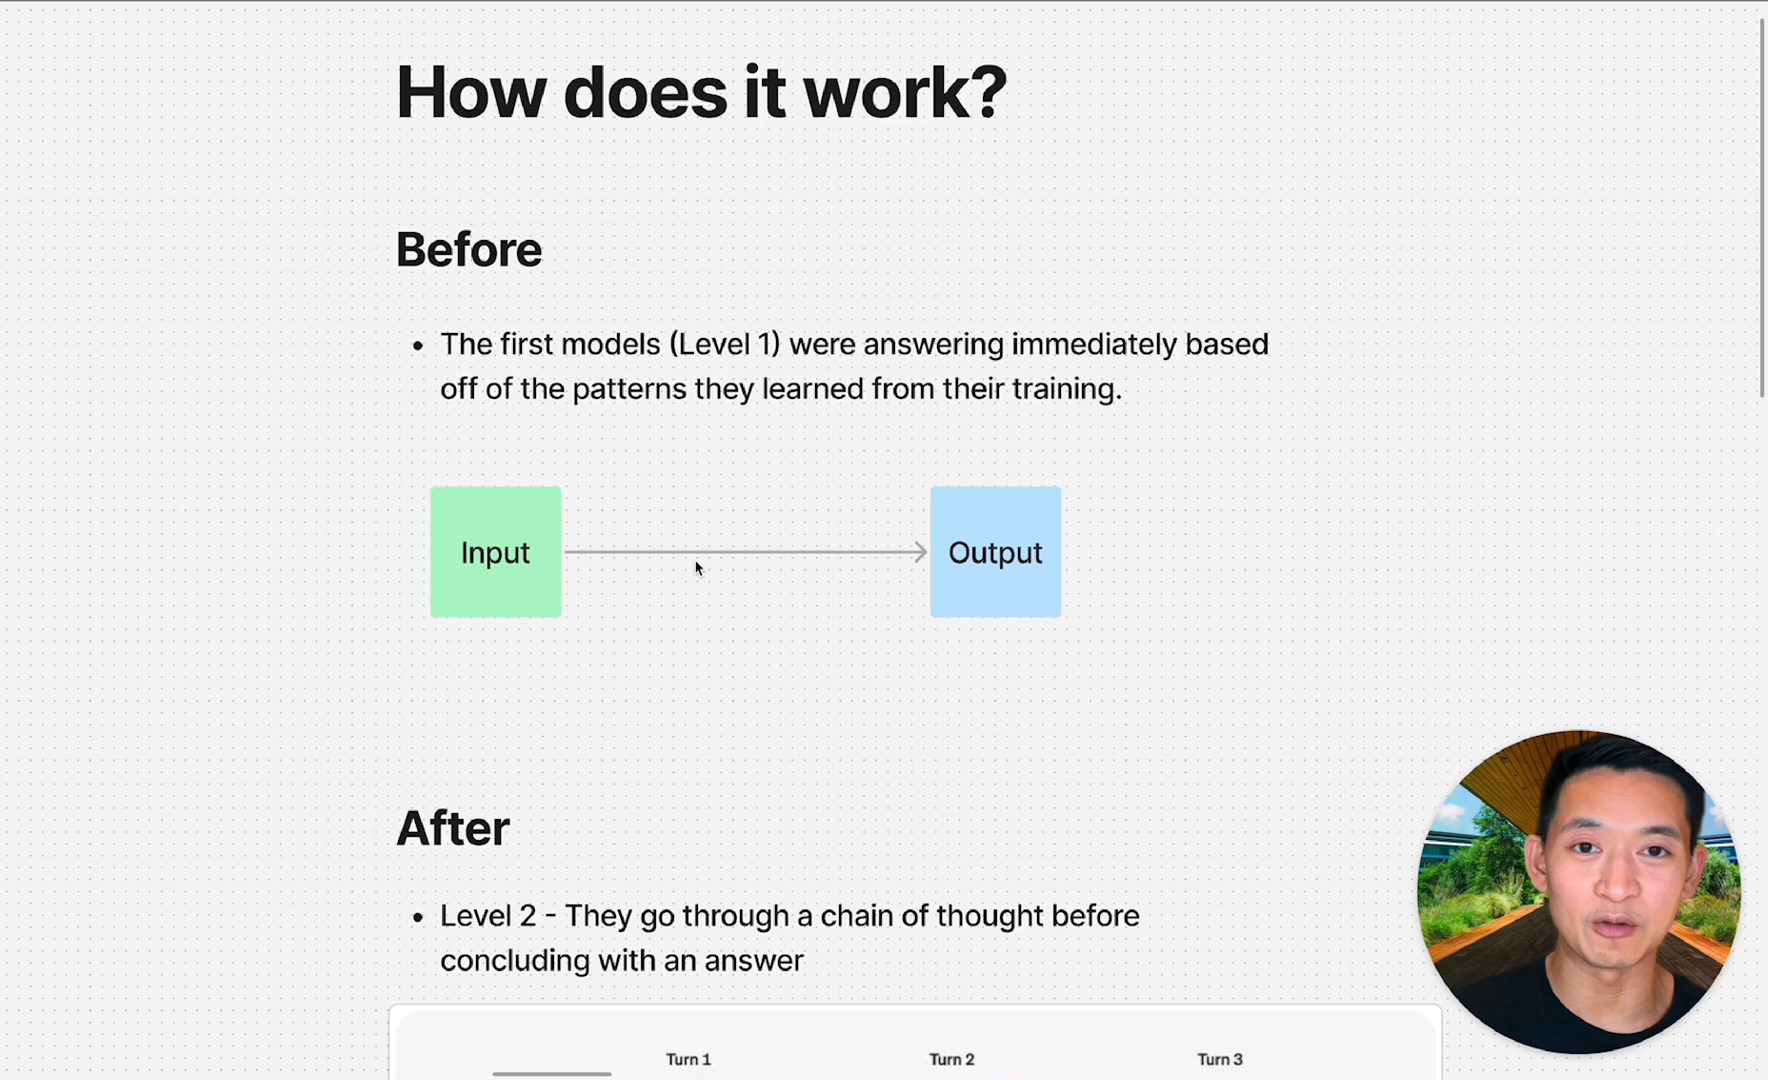 How does it work?
Before
• The first models (Level 1) were answering immediately based
off of the patterns they learned from their training.
Input
Output
After
• Level 2 - They go through a chain of thought before
concluding with an answer
Turn 1
Turn 2
Turn 3